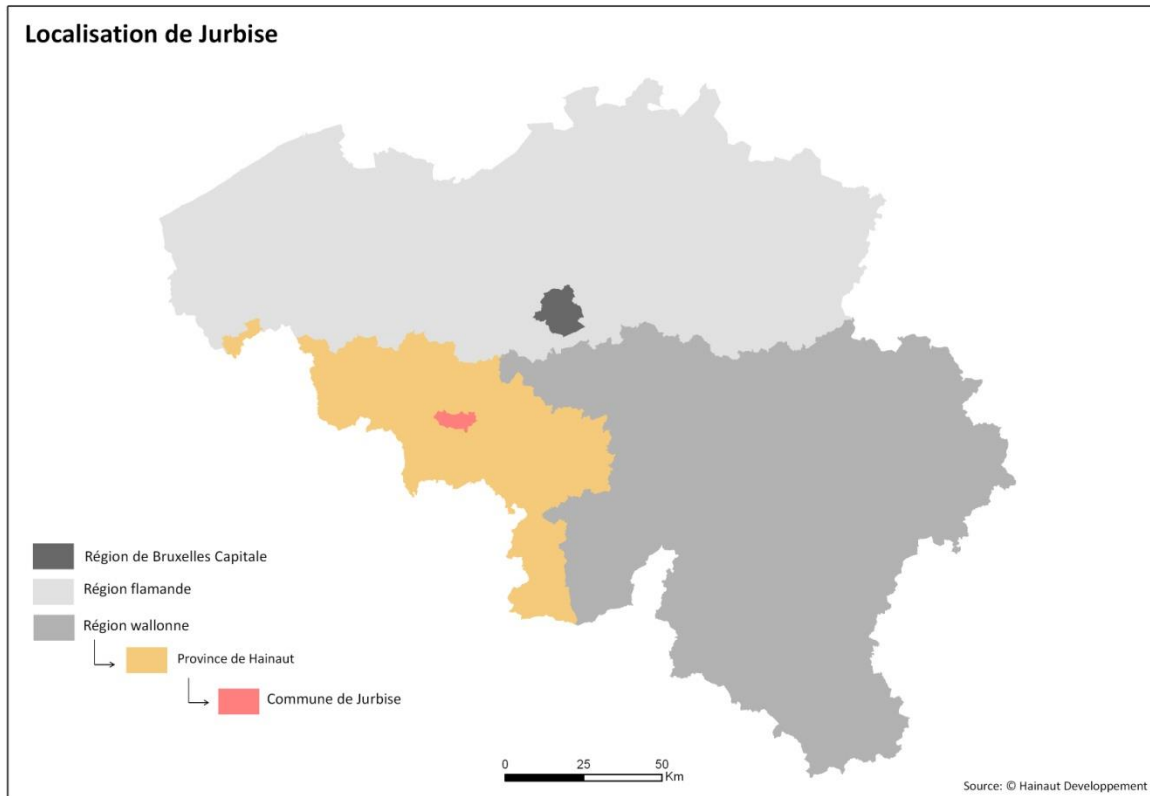 Localisation de Jurbise
Région de Bruxelles Capitale
Région flamande
Région wallonne
Province de Hainaut
Commune de Jurbise
0 25 50
Km
Source: © Hainaut Developpement